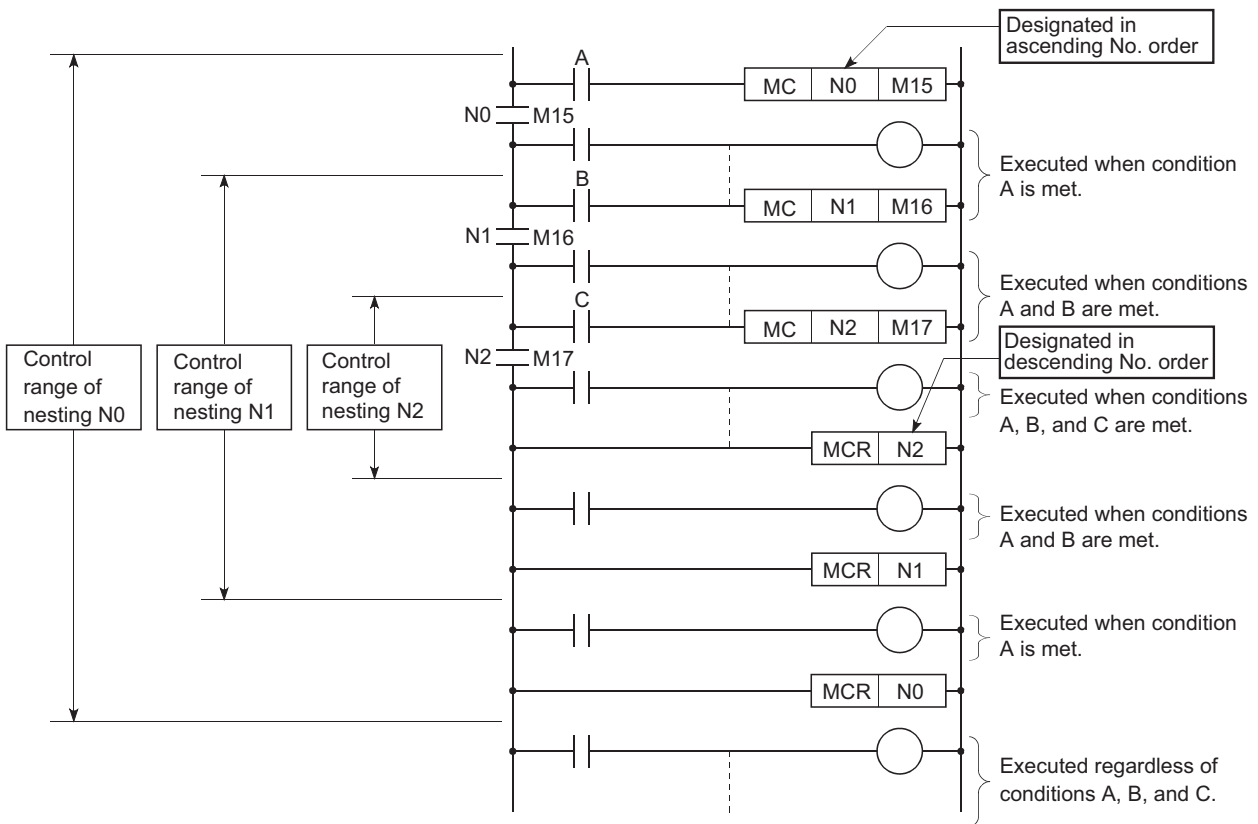 Designated in
ascending No. order
A
MC N0 M15
N0 M15
Executed when condition
A is met.
B
MC N1 M16
N1 M16
Executed when conditions
A and B are met.
C
MC N2 M17
Designated in
descending No. order
Control
range of
nesting N0
Control
range of
nesting N1
Control
range of
nesting N2
N2 M17
Executed when conditions
A, B, and C are met.
MCR N2
Executed when conditions
A and B are met.
MCR N1
Executed when condition
A is met.
MCR N0
Executed regardless of
conditions A, B, and C.